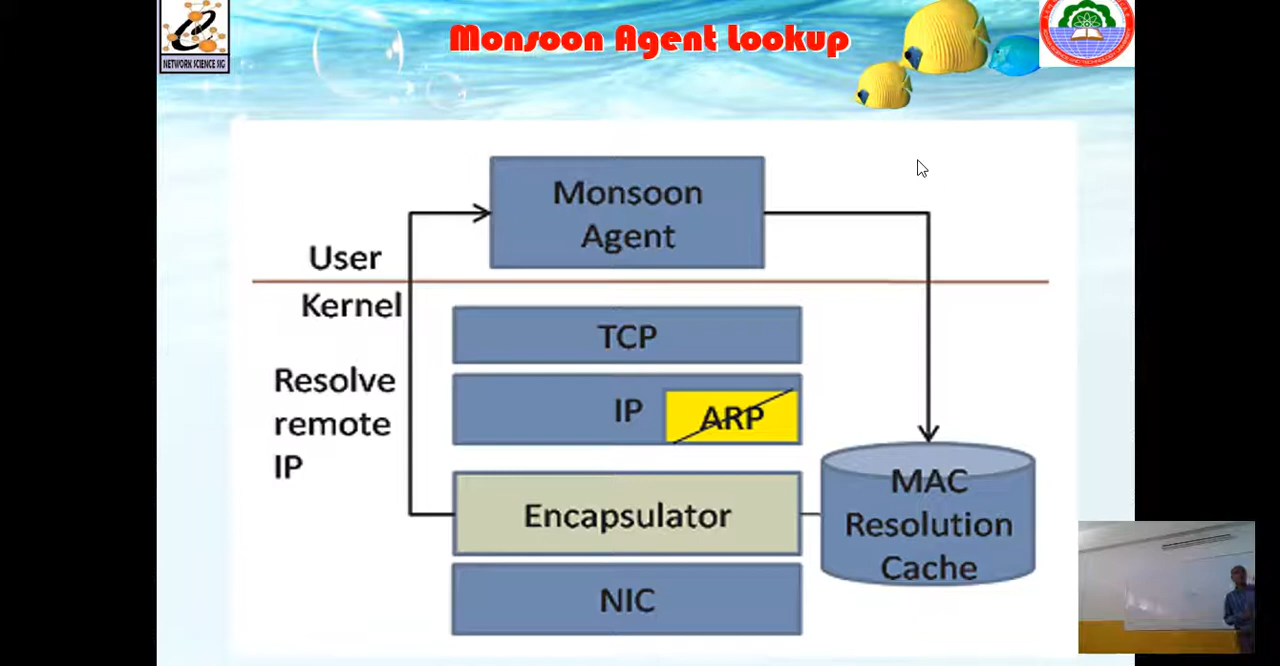 Monsoon Agent Lookup
NETWORK SCIENCE SIG
Monsoon
Agent
User
Kernel
TCP
Resolve
remote
IP
IP
ARP
Encapsulator
MAC
Resolution
Cache
NIC